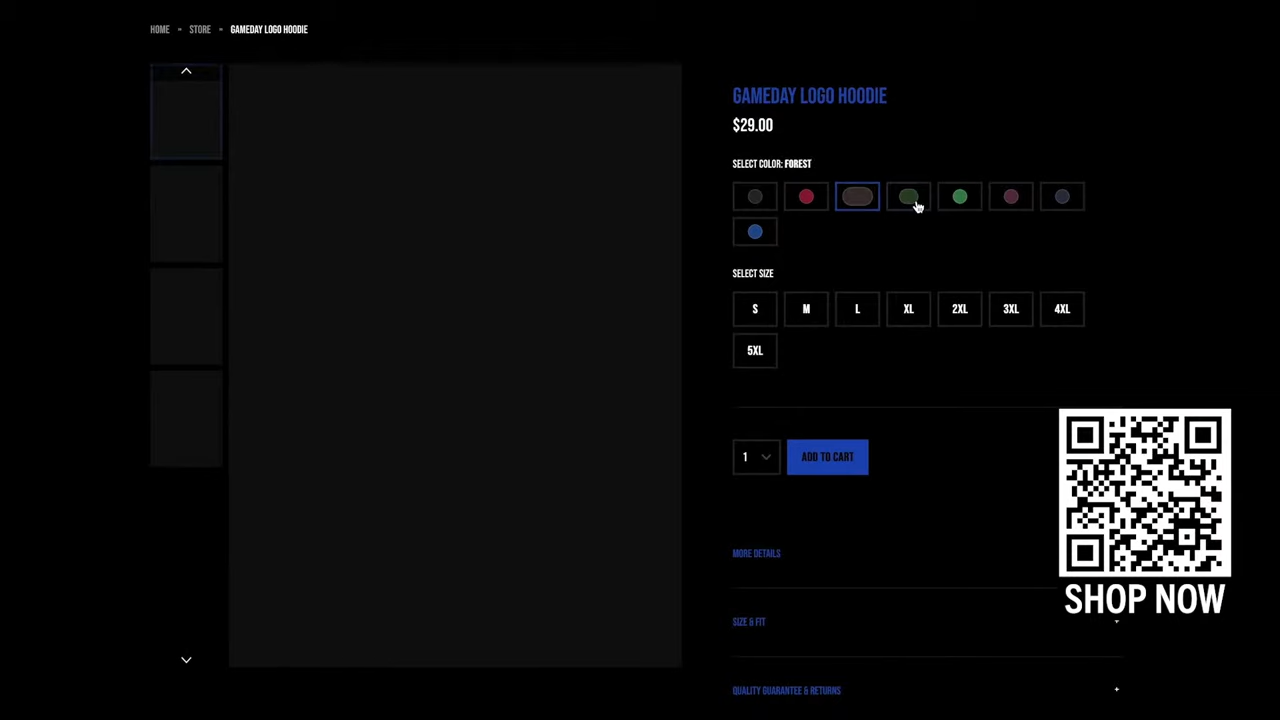 HOME » STORE » GAMEDAY LOGO HOODIE
GAMEDAY LOGO HOODIE
$29.00
SELECT COLOR: FOREST
SELECT SIZE
S M L XL 2XL 3XL 4XL
5XL
1 ADD TO CART
MORE DETAILS
SHOP NOW
SIZE & FIT
QUALITY GUARANTEE & RETURNS +